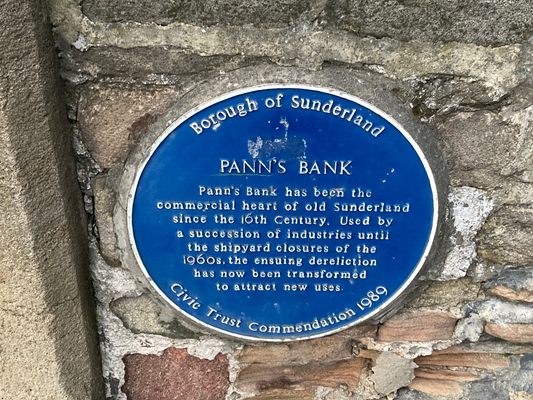 Borough of Sunderland
PANN'S BANK
Pann's Bank has been the
commercial heart of old Sunderland
since the 16th Century. Used by
a succession of industries until
the shipyard closures of the
1960s, the ensuing dereliction
has now been transformed
to attract new uses.
Civic Trust Commendation 1989